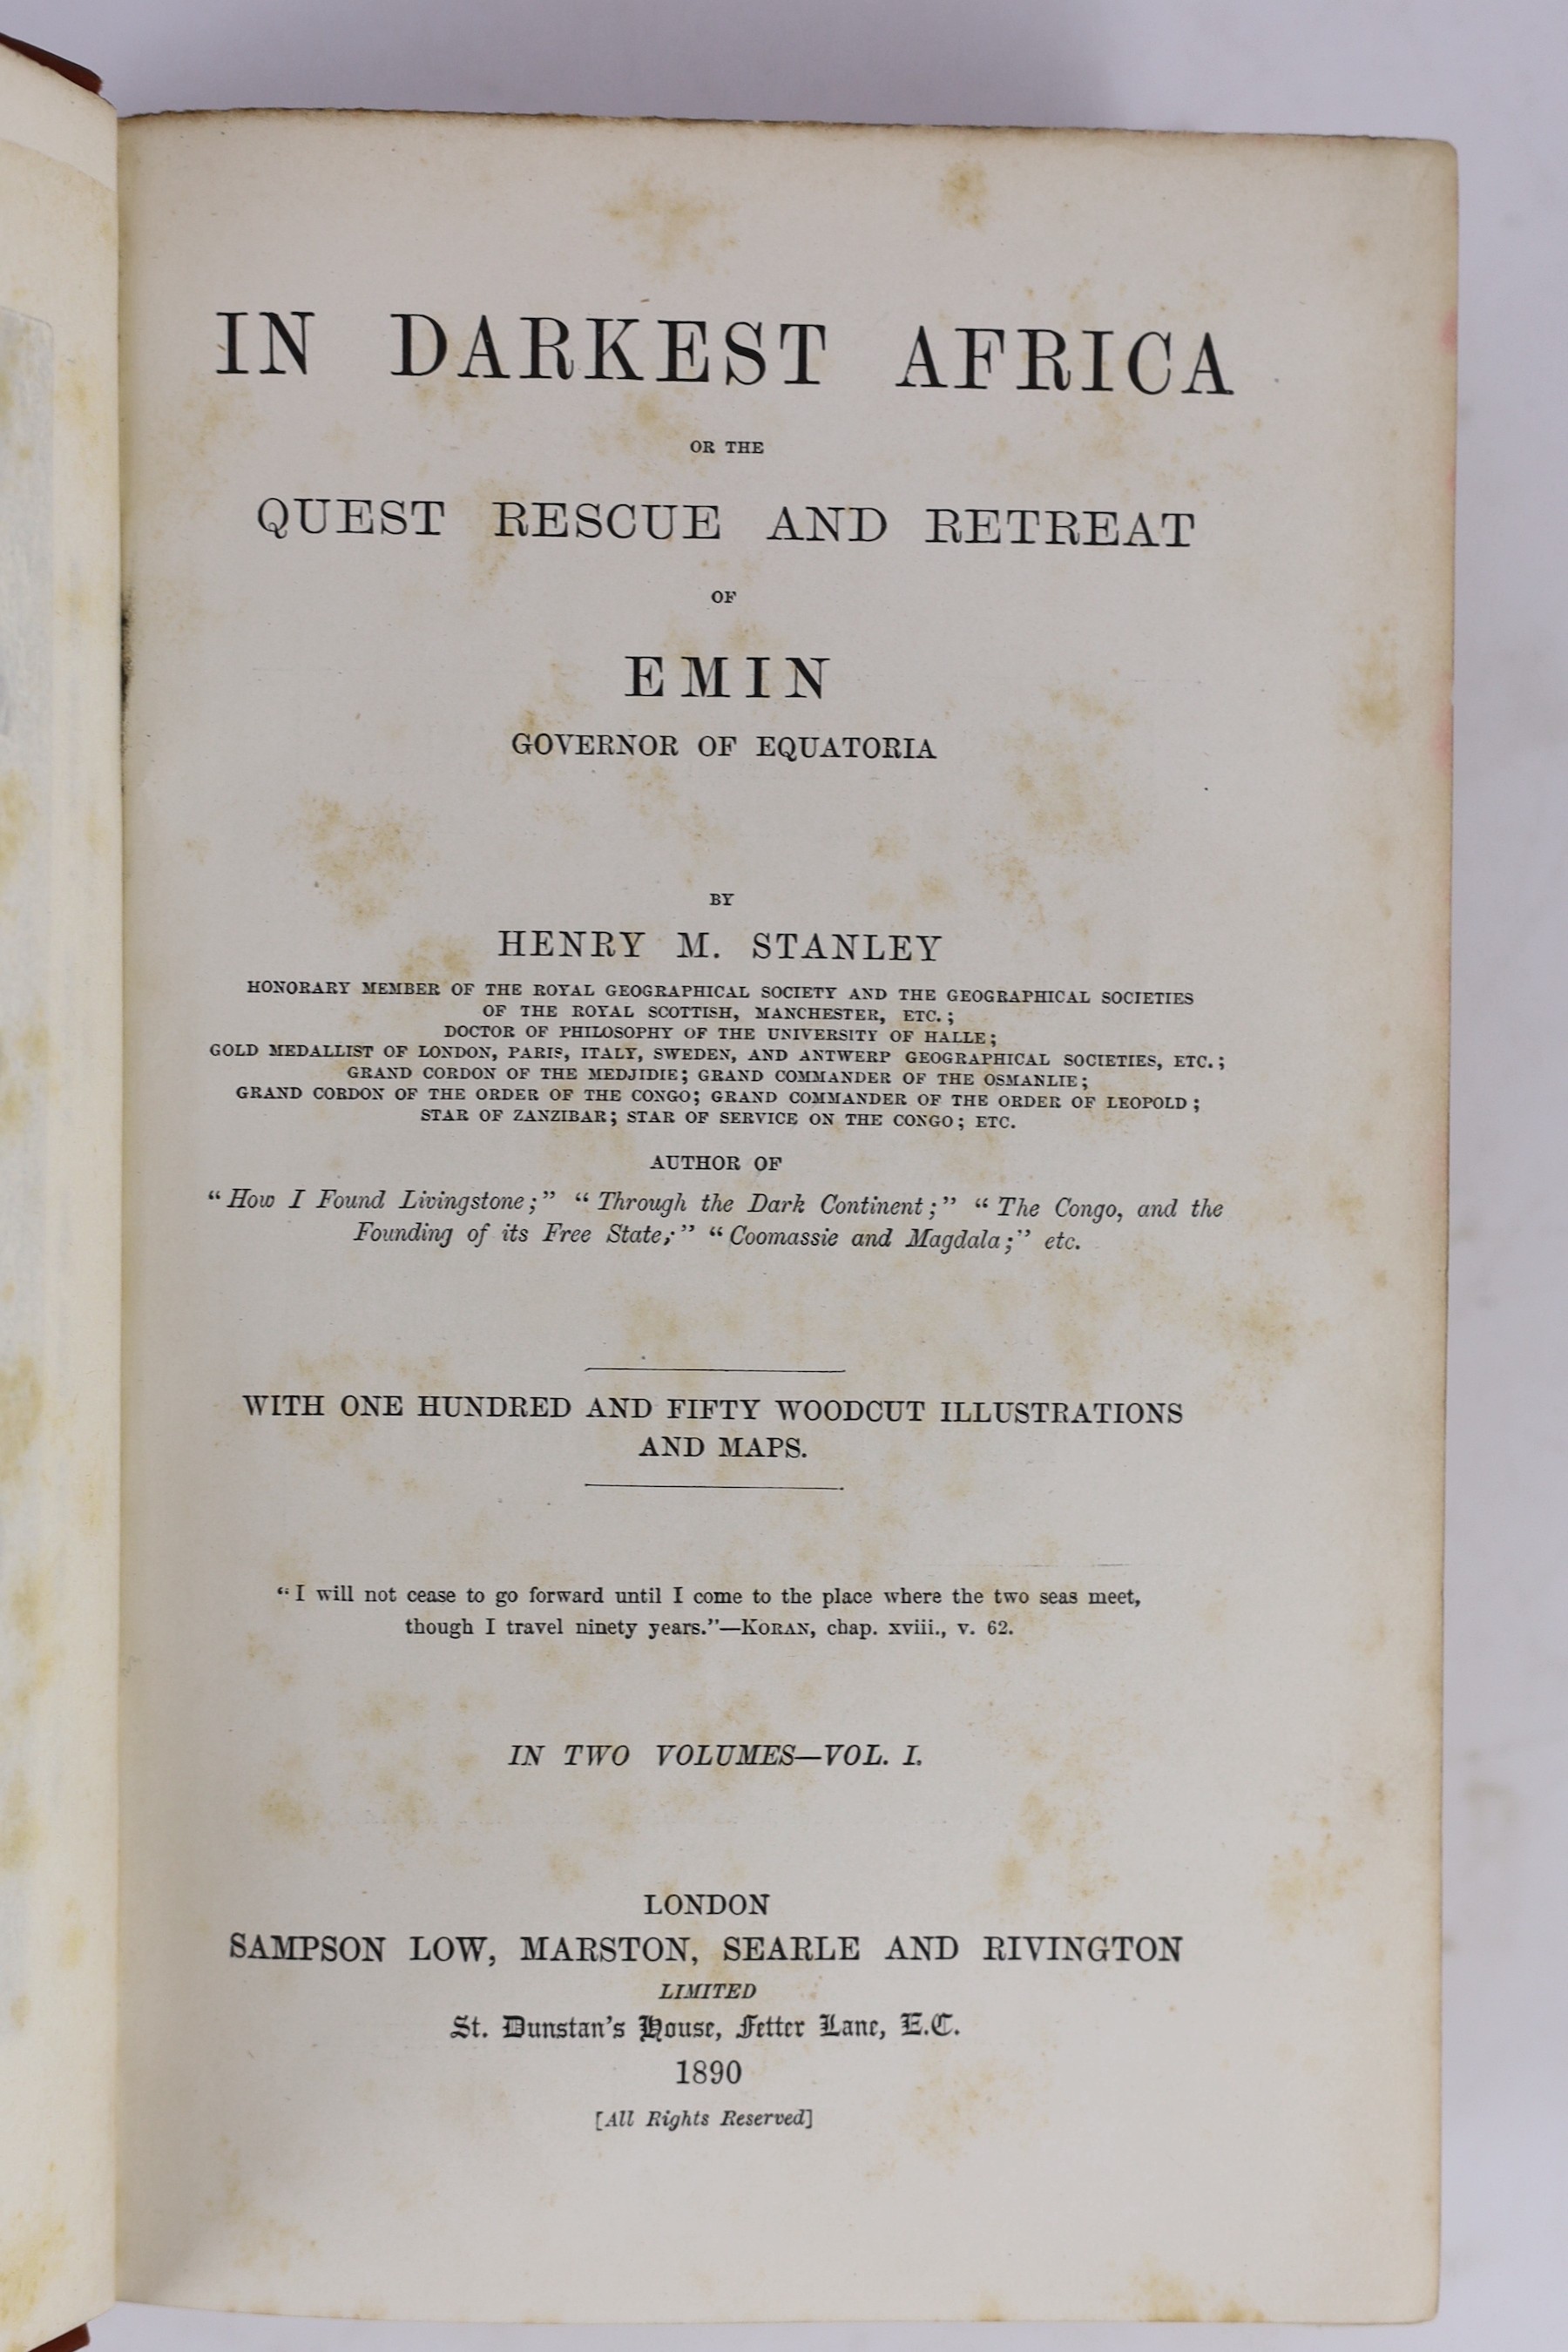 IN DARKEST AFRICA
OR THE
QUEST RESCUE AND RETREAT
OF
EMIN
GOVERNOR OF EQUATORIA
BY
HENRY M. STANLEY
HONORARY MEMBER OF THE ROYAL GEOGRAPHICAL SOCIETY AND THE GEOGRAPHICAL SOCIETIES
OF THE ROYAL SCOTTISH, MANCHESTER, ETC.;
DOCTOR OF PHILOSOPHY OF THE UNIVERSITY OF HALLE;
GOLD MEDALLIST OF LONDON, PARIS, ITALY, SWEDEN, AND ANTWERP GEOGRAPHICAL SOCIETIES, ETC.;
GRAND CORDON OF THE MEDJIDIE; GRAND COMMANDER OF THE OSMANLIE;
GRAND CORDON OF THE ORDER OF THE CONGO; GRAND COMMANDER OF THE ORDER OF LEOPOLD;
STAR OF ZANZIBAR; STAR OF SERVICE ON THE CONGO; ETC.
AUTHOR OF
“How I Found Livingstone;” “Through the Dark Continent;” “The Congo, and the
Founding of its Free State;” “Coomassie and Magdala;” etc.
WITH ONE HUNDRED AND FIFTY WOODCUT ILLUSTRATIONS
AND MAPS.
“I will not cease to go forward until I come to the place where the two seas meet,
though I travel ninety years.”—KORAN, chap. xviii., v. 62.
IN TWO VOLUMES—VOL. I.
LONDON
SAMPSON LOW, MARSTON, SEARLE AND RIVINGTON
LIMITED
St. Dunstan's House, Fetter Lane, E.C.
1890
[All Rights Reserved]